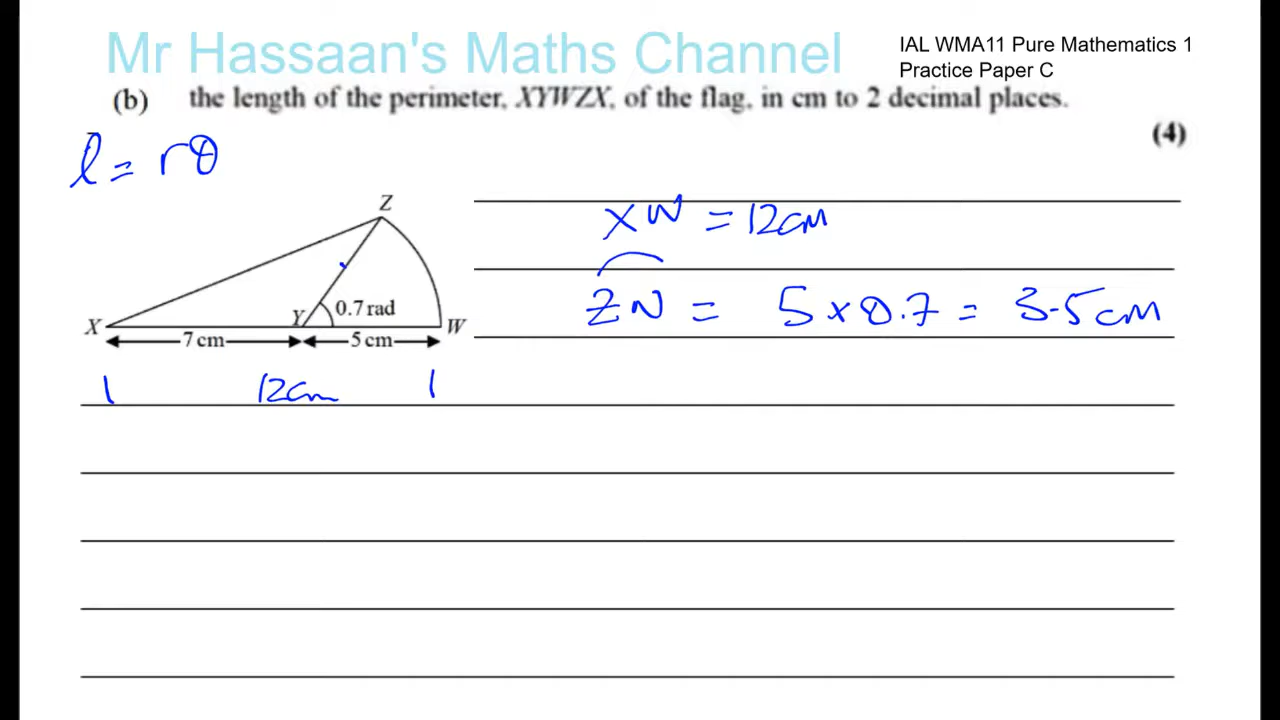 Mr Hassaan's Maths Channel
IAL WMA11 Pure Mathematics 1
Practice Paper C
(b) the length of the perimeter, XYWZX, of the flag, in cm to 2 decimal places.
(4)
l = rθ
XW = 12cm
ZW = 5 × 0.7 = 3.5cm
Z
0.7 rad
X
Y
W
7 cm
5 cm
12cm